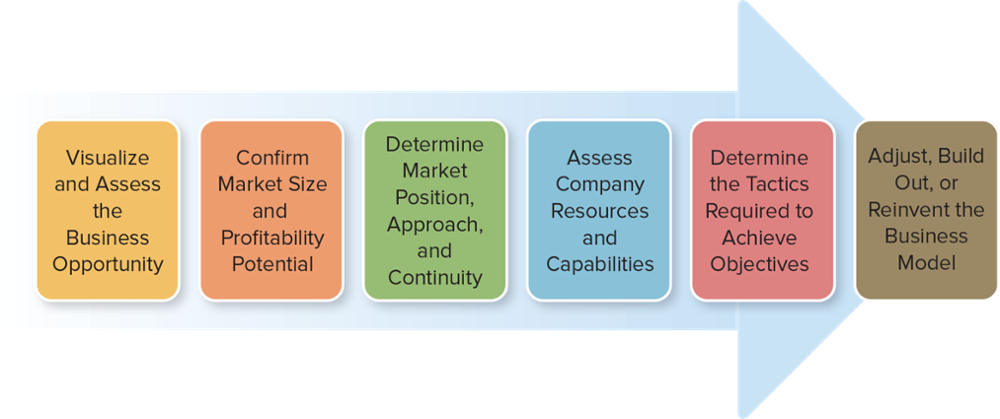 Visualize
and Assess
the
Business
Opportunity
Confirm
Market Size
and
Profitability
Potential
Determine
Market
Position,
Approach,
and
Continuity
Assess
Company
Resources
and
Capabilities
Determine
the Tactics
Required to
Achieve
Objectives
Adjust, Build
Out, or
Reinvent the
Business
Model